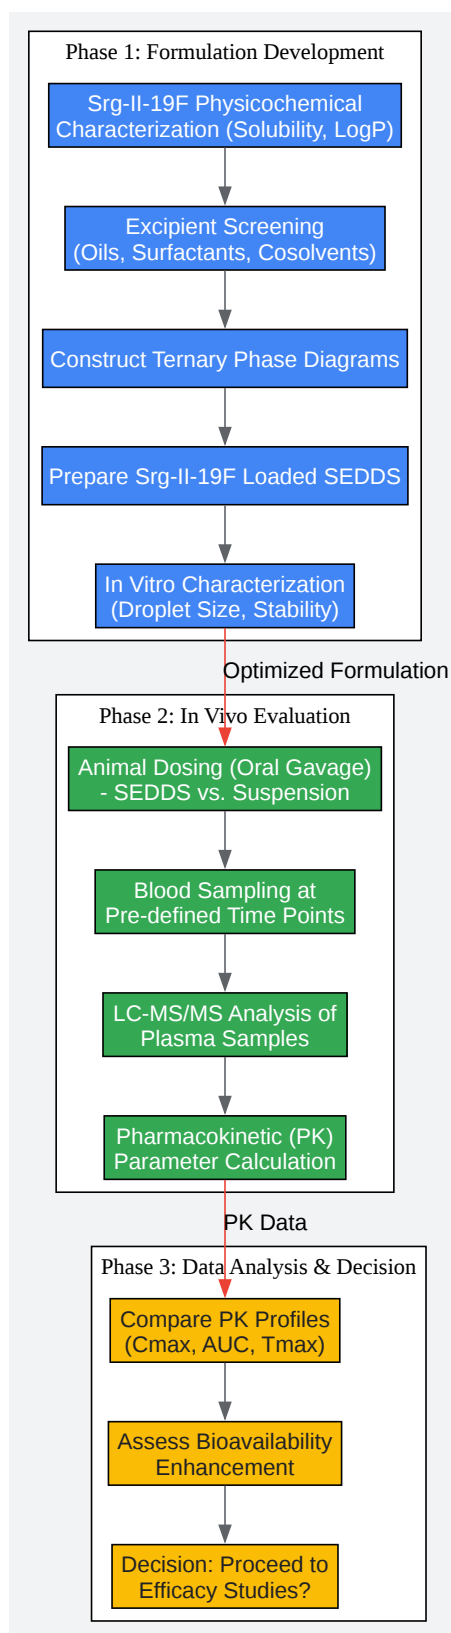 Phase 1: Formulation Development
Srg-II-19F Physicochemical
Characterization (Solubility, LogP)
Excipient Screening
(Oils, Surfactants, Cosolvents)
Construct Ternary Phase Diagrams
Prepare Srg-II-19F Loaded SEDDS
In Vitro Characterization
(Droplet Size, Stability)
Optimized Formulation
Phase 2: In Vivo Evaluation
Animal Dosing (Oral Gavage)
- SEDDS vs. Suspension
Blood Sampling at
Pre-defined Time Points
LC-MS/MS Analysis of
Plasma Samples
Pharmacokinetic (PK)
Parameter Calculation
PK Data
Phase 3: Data Analysis & Decision
Compare PK Profiles
(Cmax, AUC, Tmax)
Assess Bioavailability
Enhancement
Decision: Proceed to
Efficacy Studies?